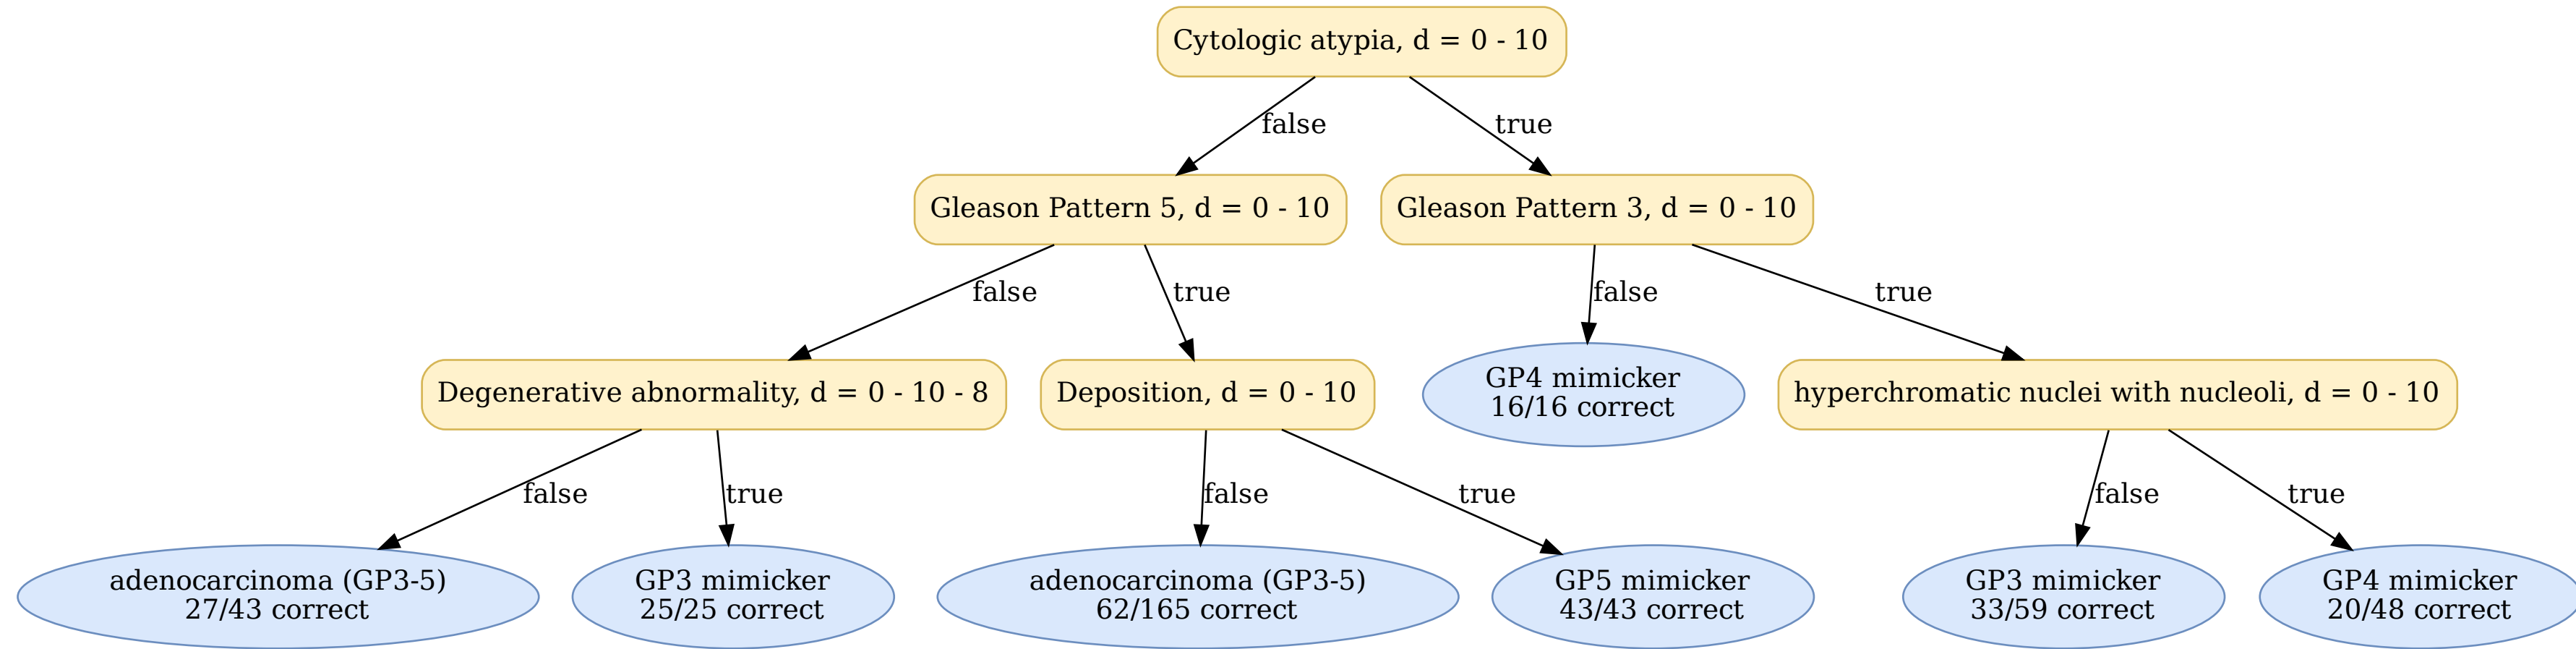 Cytologic atypia, d = 0 - 10
false
true
Gleason Pattern 5, d = 0 - 10
Gleason Pattern 3, d = 0 - 10
false
true
false
true
Degenerative abnormality, d = 0 - 10 - 8
Deposition, d = 0 - 10
GP4 mimicker
16/16 correct
hyperchromatic nuclei with nucleoli, d = 0 - 10
false
true
false
true
false
true
adenocarcinoma (GP3-5)
27/43 correct
GP3 mimicker
25/25 correct
adenocarcinoma (GP3-5)
62/165 correct
GP5 mimicker
43/43 correct
GP3 mimicker
33/59 correct
GP4 mimicker
20/48 correct